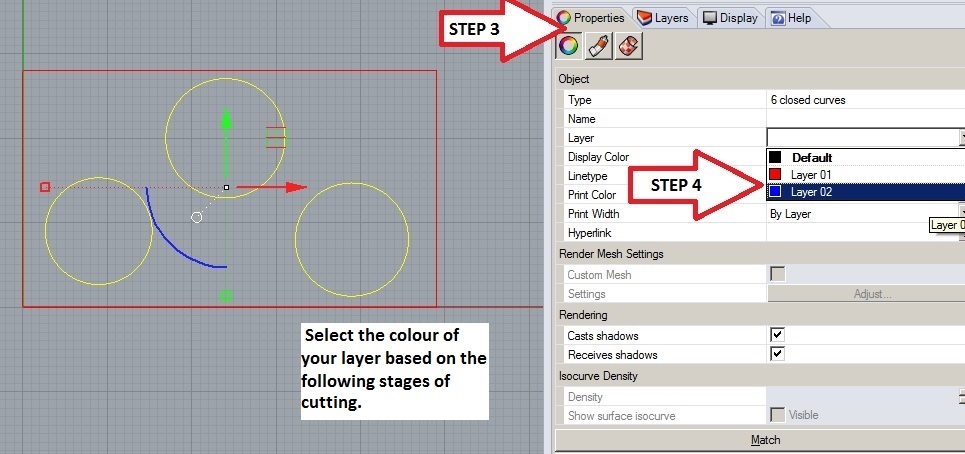 STEP 3
Properties Layers Display Help
Object
Type 6 closed curves
Name
Layer
Display Color Default
Linetype Layer 01
Print Color Layer 02
STEP 4
Print Width By Layer
Hyperlink Layer 0
Render Mesh Settings
Custom Mesh
Settings Adjust...
Rendering
Casts shadows
Receives shadows
Isocurve Density
Density
Show surface isocurve Visible
Match
Select the colour of
your layer based on the
following stages of
cutting.